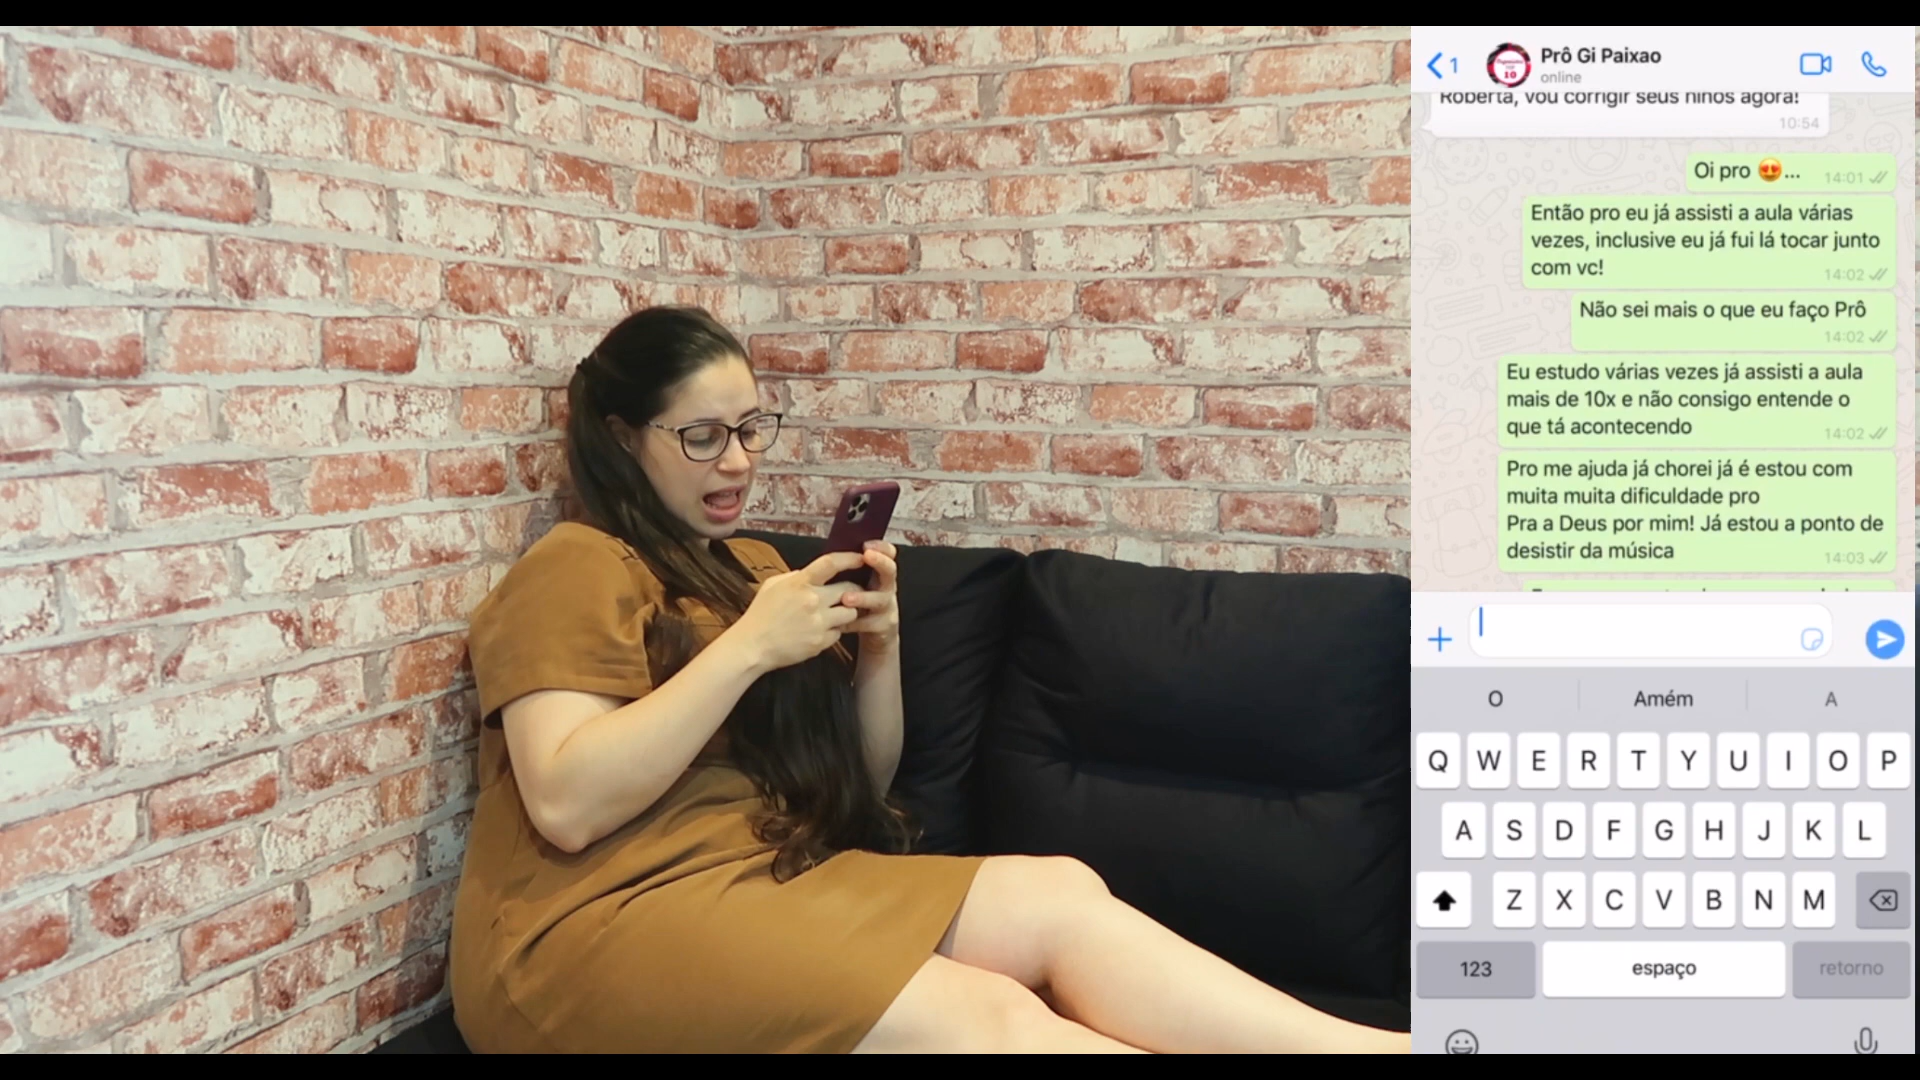 1
Prô Gi Paixao
online
10
Roberta, vou corrigir seus hinos agora!
10:54
Oi pro 😍...
14:01
Então pro eu já assisti a aula várias
vezes, inclusive eu já fui lá tocar junto
com vc!
14:02
Não sei mais o que eu faço Prô
14:02
Eu estudo várias vezes já assisti a aula
mais de 10x e não consigo entende o
que tá acontecendo
14:02
Pro me ajuda já chorei já é estou com
muita muita dificuldade pro
Pra a Deus por mim! Já estou a ponto de
desistir da música
14:03
O Amém A
Q W E R T Y U I O P
A S D F G H J K L
Z X C V B N M
123 espaço retorno